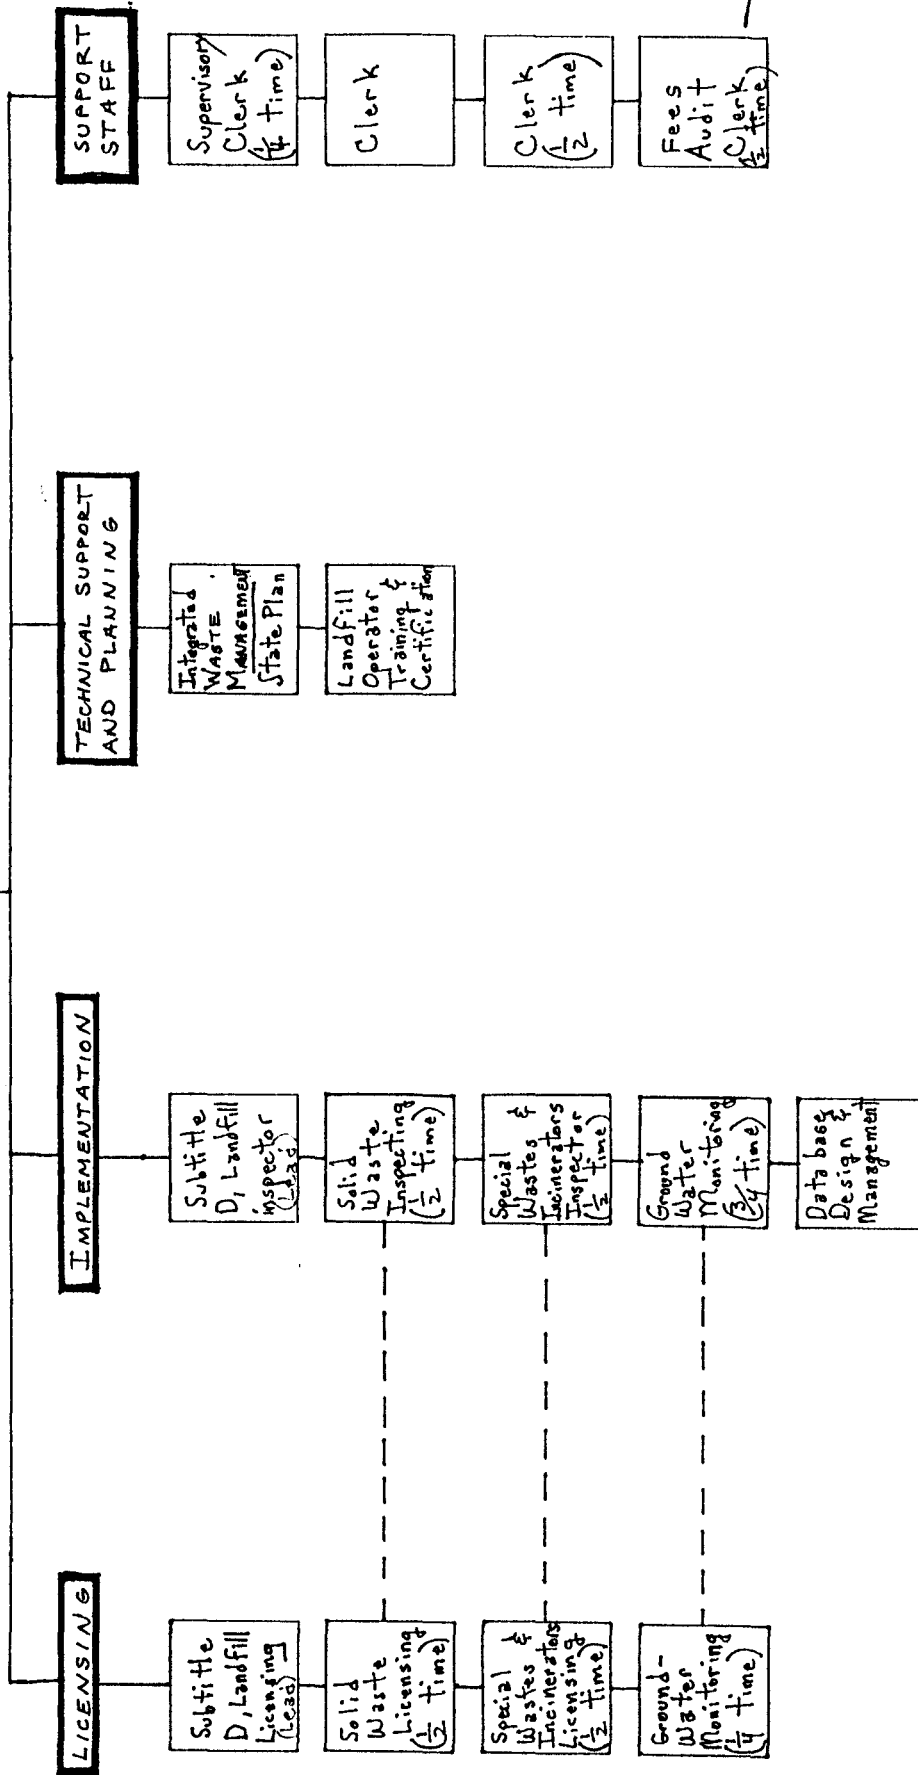 LICENSING
Subtitle
D, Landfill
Licensing
(Lead)
Solid
Waste
Licensing
(1/2 time)
Special
Wastes &
Incinerators
Licensing
(1/2 time)
Ground-
Water
Monitoring
(1/4 time)
IMPLEMENTATION
Subtitle
D, Landfill
inspector
(Lead)
Solid
Waste
Inspecting
(1/2 time)
Special
Wastes &
Incinerators
Inspector
(1/2 time)
Ground
Water
Monitoring
(3/4 time)
Database
Design &
Management
TECHNICAL SUPPORT
AND PLANNING
Integrated
WASTE
MANAGEMENT
State Plan
Landfill
Operator
Training &
Certification
SUPPORT
STAFF
Supervisory
Clerk
(1/4 time)
Clerk
Clerk
(1/2 time)
Fees
Audit
Clerk
(1/2 time)